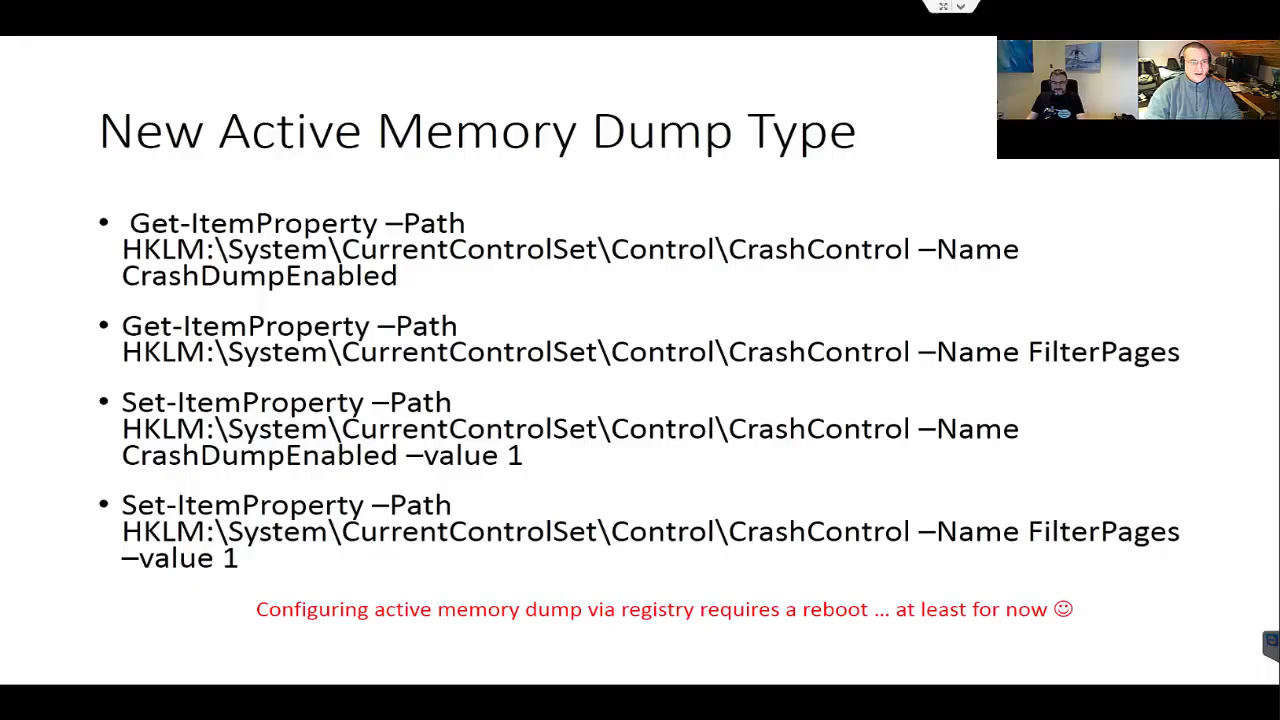 New Active Memory Dump Type
• Get-ItemProperty –Path
HKLM:\System\CurrentControlSet\Control\CrashControl –Name
CrashDumpEnabled
• Get-ItemProperty –Path
HKLM:\System\CurrentControlSet\Control\CrashControl –Name FilterPages
• Set-ItemProperty –Path
HKLM:\System\CurrentControlSet\Control\CrashControl –Name
CrashDumpEnabled –value 1
• Set-ItemProperty –Path
HKLM:\System\CurrentControlSet\Control\CrashControl –Name FilterPages
–value 1
Configuring active memory dump via registry requires a reboot ... at least for now ☺